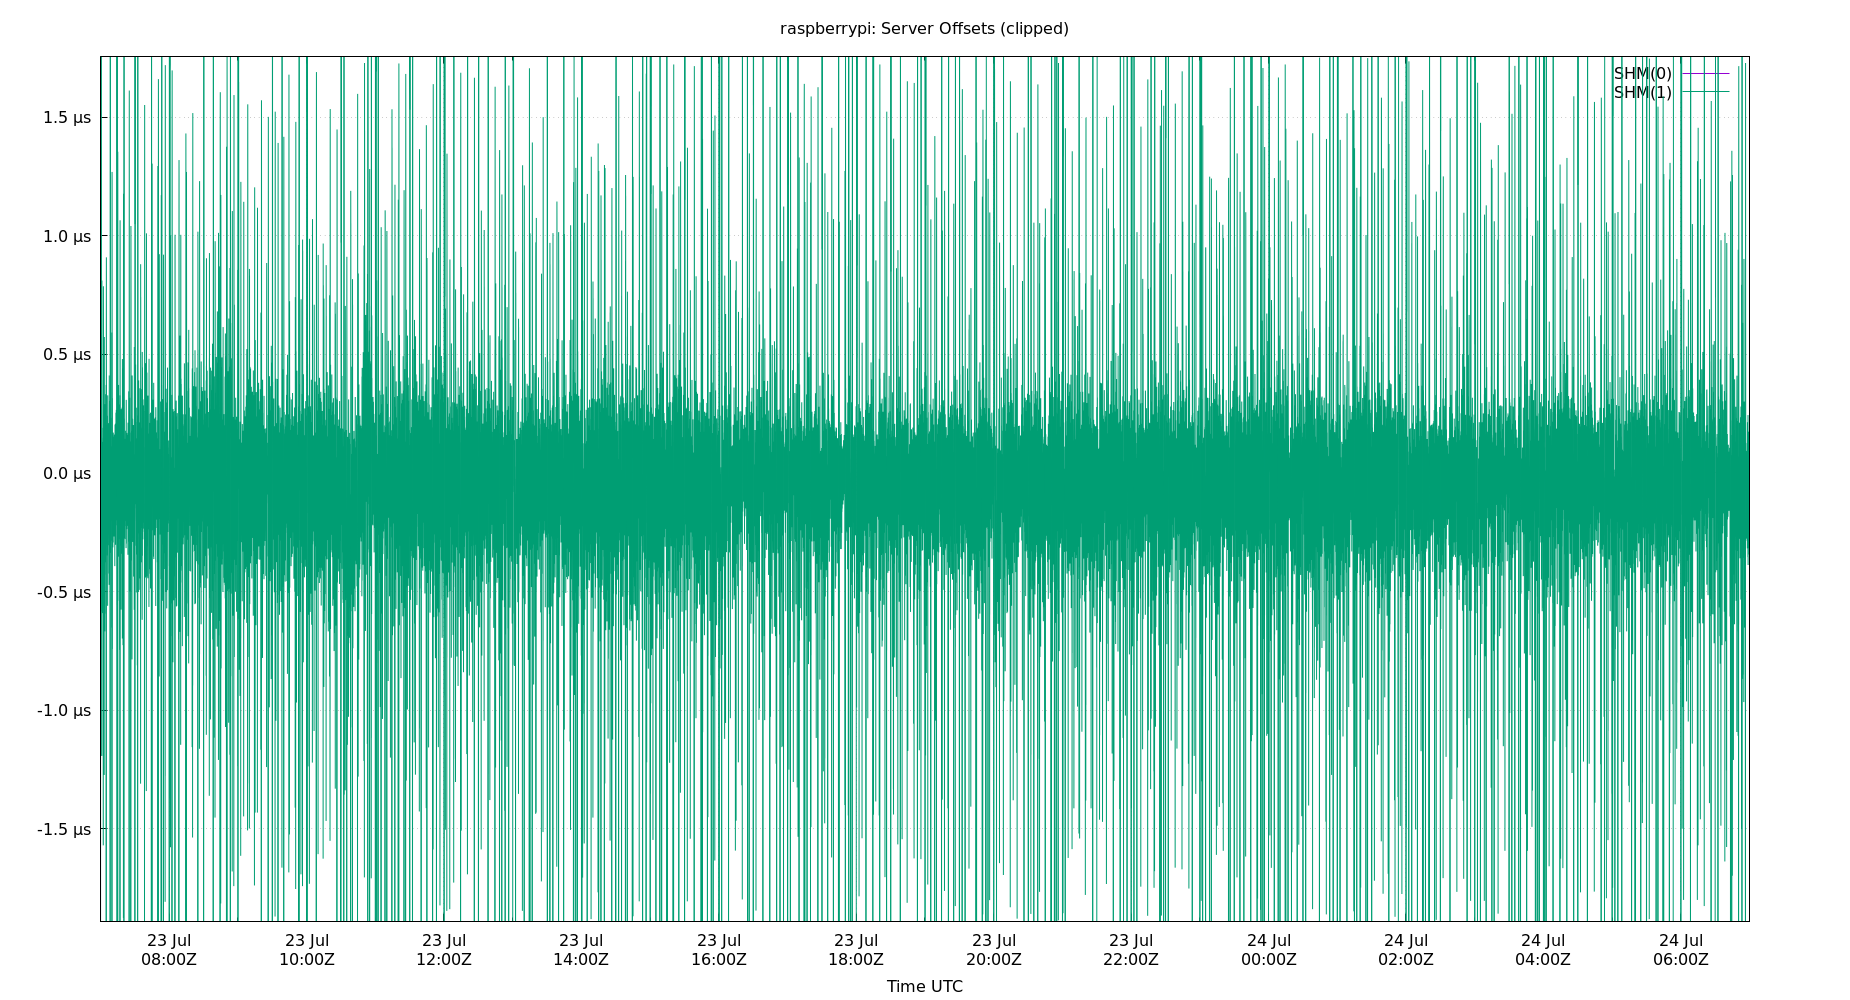 raspberrypi: Server Offsets (clipped)
SHM(0)
SHM(1)
1.5 µs
1.0 µs
0.5 µs
0.0 µs
-0.5 µs
-1.0 µs
-1.5 µs
23 Jul 23 Jul 23 Jul 23 Jul 23 Jul 23 Jul 23 Jul 23 Jul 24 Jul 24 Jul 24 Jul 24 Jul
08:00Z 10:00Z 12:00Z 14:00Z 16:00Z 18:00Z 20:00Z 22:00Z 00:00Z 02:00Z 04:00Z 06:00Z
Time UTC